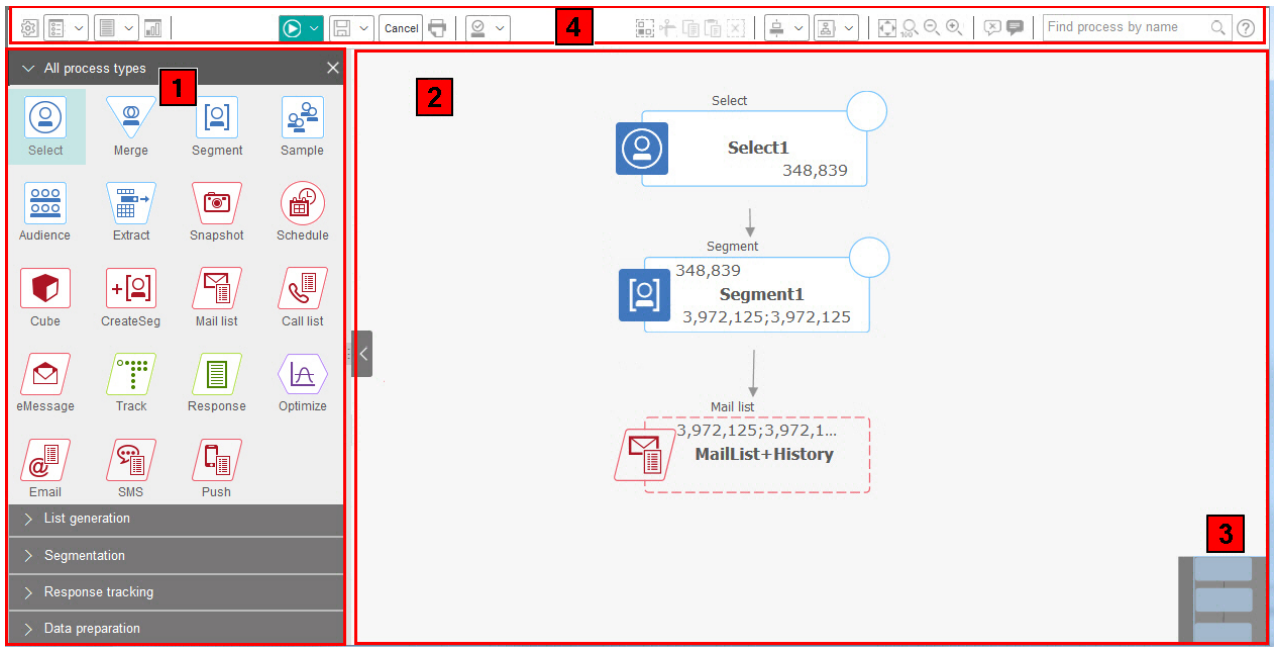 Cancel
4
100
Find process by name
?
All process types
1
Select
Merge
Segment
Sample
Audience
Extract
Snapshot
Schedule
Cube
CreateSeg
Mail list
Call list
eMessage
Track
Response
Optimize
Email
SMS
Push
List generation
Segmentation
Response tracking
Data preparation
2
Select
Select1
348,839
Segment
348,839
Segment1
3,972,125;3,972,125
Mail list
3,972,125;3,972,1...
MailList+History
3